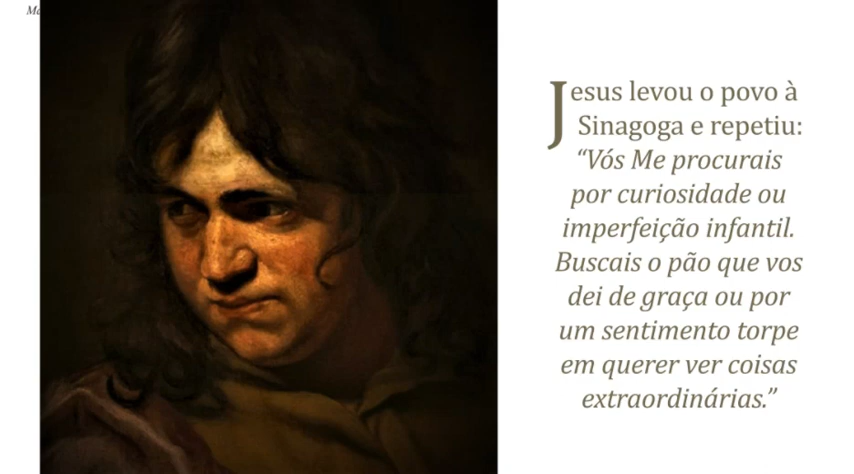 Jesus levou o povo à
Sinagoga e repetiu:
“Vós Me procurais
por curiosidade ou
imperfeição infantil.
Buscais o pão que vos
dei de graça ou por
um sentimento torpe
em querer ver coisas
extraordinárias.”